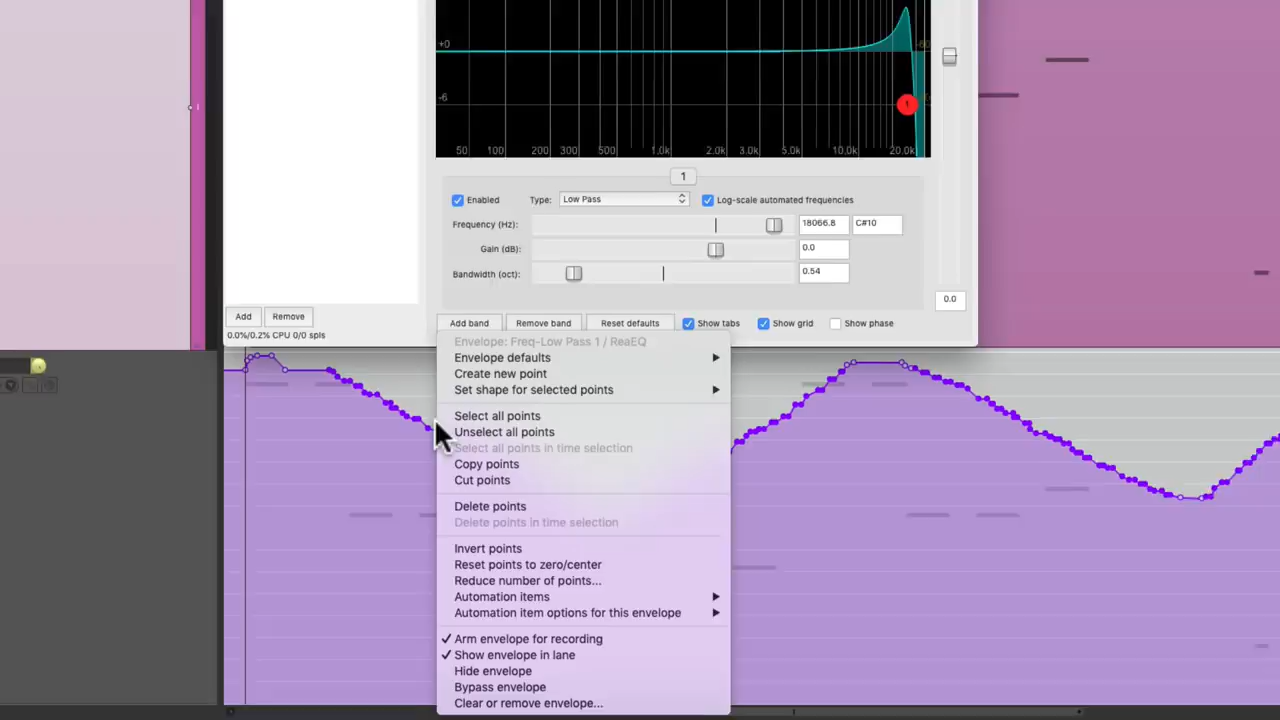 +0
-6
1
50 100 200 300 500 1.0k 2.0k 3.0k 5.0k 10.0k 20.0k
1
Enabled
Type:
Low Pass
Log-scale automated frequencies
Frequency (Hz):
18066.8
C#10
Gain (dB):
0.0
Bandwidth (oct):
0.54
0.0
Add
Remove
0.0%/0.2% CPU 0/0 spls
Add band
Remove band
Reset defaults
Show tabs
Show grid
Show phase
Envelope: Freq-Low Pass 1 / ReaEQ
Envelope defaults
Create new point
Set shape for selected points
Select all points
Unselect all points
Select all points in time selection
Copy points
Cut points
Delete points
Delete points in time selection
Invert points
Reset points to zero/center
Reduce number of points...
Automation items
Automation item options for this envelope
Arm envelope for recording
Show envelope in lane
Hide envelope
Bypass envelope
Clear or remove envelope...